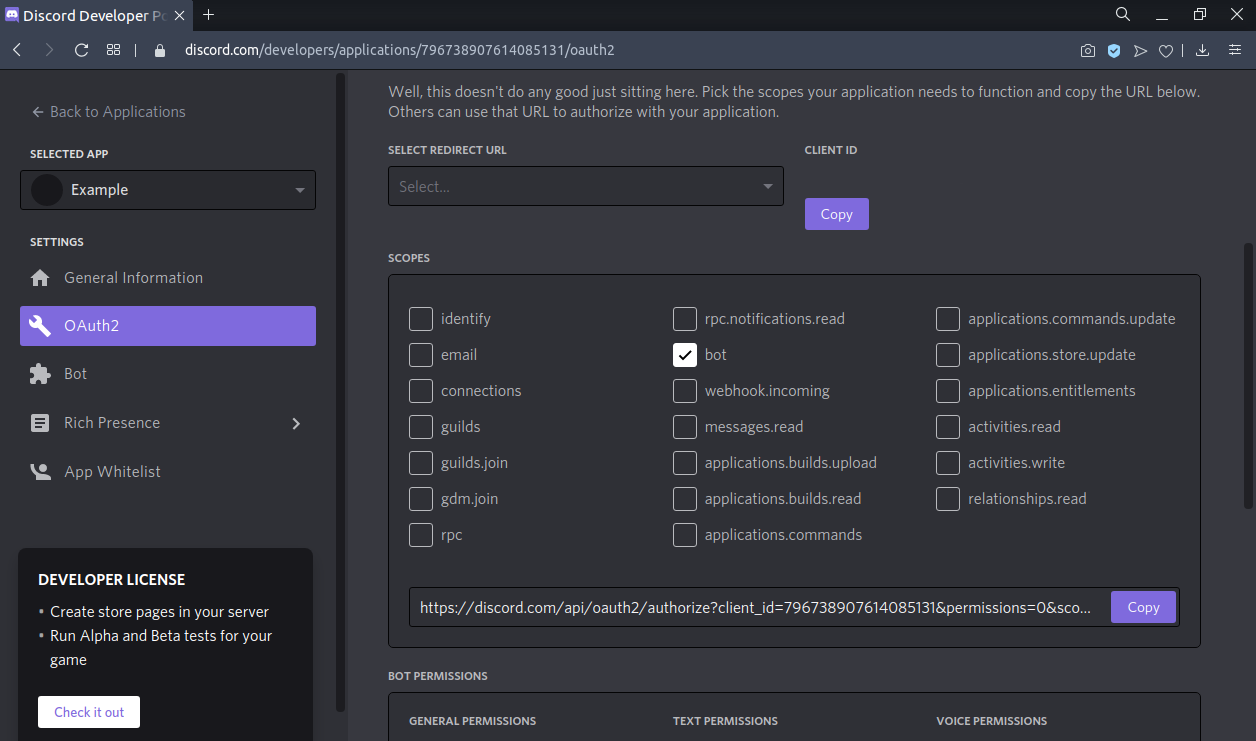 Discord Developer Po
discord.com/developers/applications/796738907614085131/oauth2
← Back to Applications
SELECTED APP
Example
SETTINGS
General Information
OAuth2
Bot
Rich Presence
App Whitelist
DEVELOPER LICENSE
• Create store pages in your server
• Run Alpha and Beta tests for your
game
Check it out
Well, this doesn't do any good just sitting here. Pick the scopes your application needs to function and copy the URL below.
Others can use that URL to authorize with your application.
SELECT REDIRECT URL
Select...
CLIENT ID
Copy
SCOPES
identify
email
connections
guilds
guilds.join
gdm.join
rpc
rpc.notifications.read
bot
webhook.incoming
messages.read
applications.builds.upload
applications.builds.read
applications.commands
applications.commands.update
applications.store.update
applications.entitlements
activities.read
activities.write
relationships.read
https://discord.com/api/oauth2/authorize?client_id=796738907614085131&permissions=0&sco...
Copy
BOT PERMISSIONS
GENERAL PERMISSIONS
TEXT PERMISSIONS
VOICE PERMISSIONS